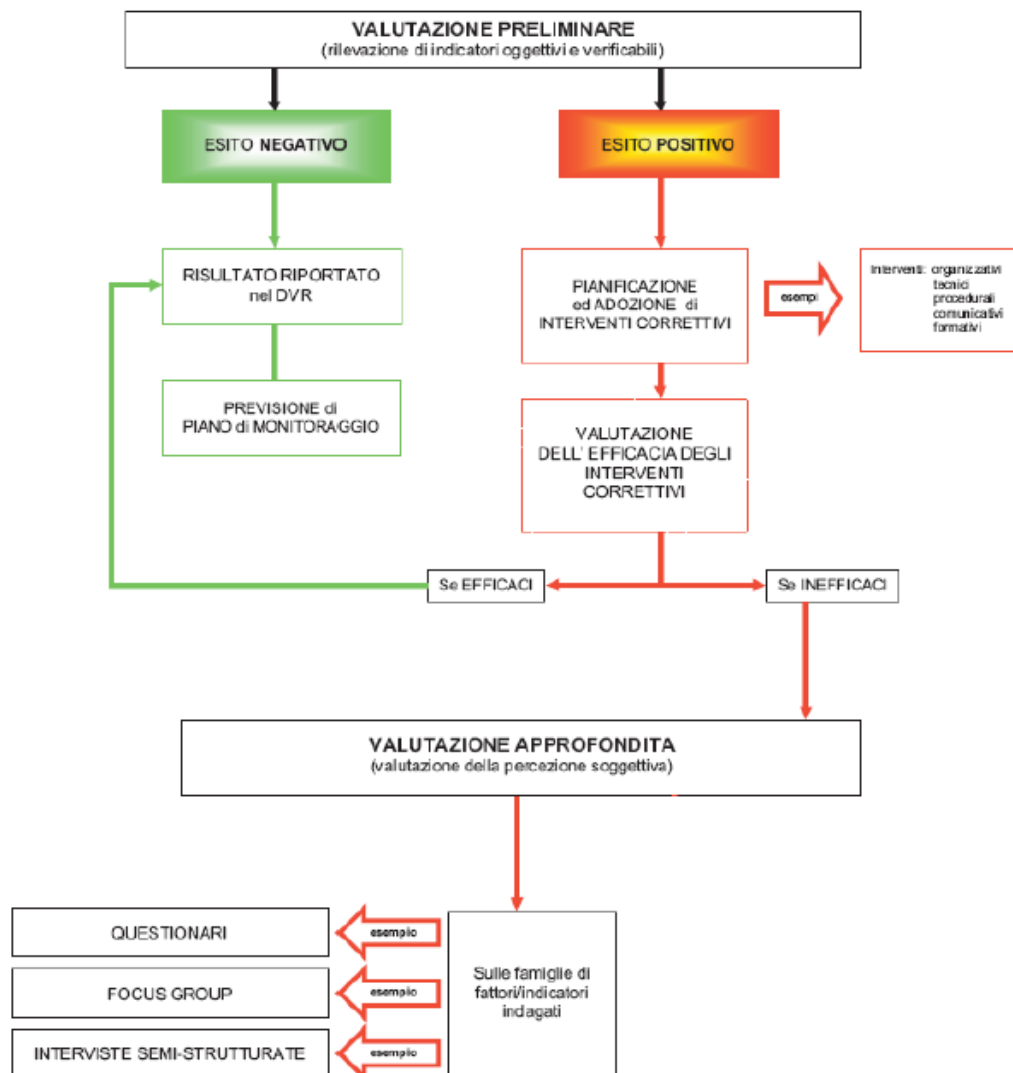 VALUTAZIONE PRELIMINARE
(rilevazione di indicatori oggettivi e verificabili)
ESITO NEGATIVO
ESITO POSITIVO
RISULTATO RIPORTATO
nel DVR
PIANIFICAZIONE
ed ADOZIONE di
INTERVENTI CORRETTIVI
esempi
Interventi: organizzativi
tecnici
procedurali
comunicativi
formativi
PREVISIONE di
PIANO di MONITORAGGIO
VALUTAZIONE
DELL' EFFICACIA DEGLI
INTERVENTI
CORRETTIVI
Se EFFICACI
Se INEFFICACI
VALUTAZIONE APPROFONDITA
(valutazione della percezione soggettiva)
QUESTIONARI
esempio
FOCUS GROUP
esempio
INTERVISTE SEMI-STRUTTURATE
esempio
Sulle famiglie di
fattori/indicatori
indagati